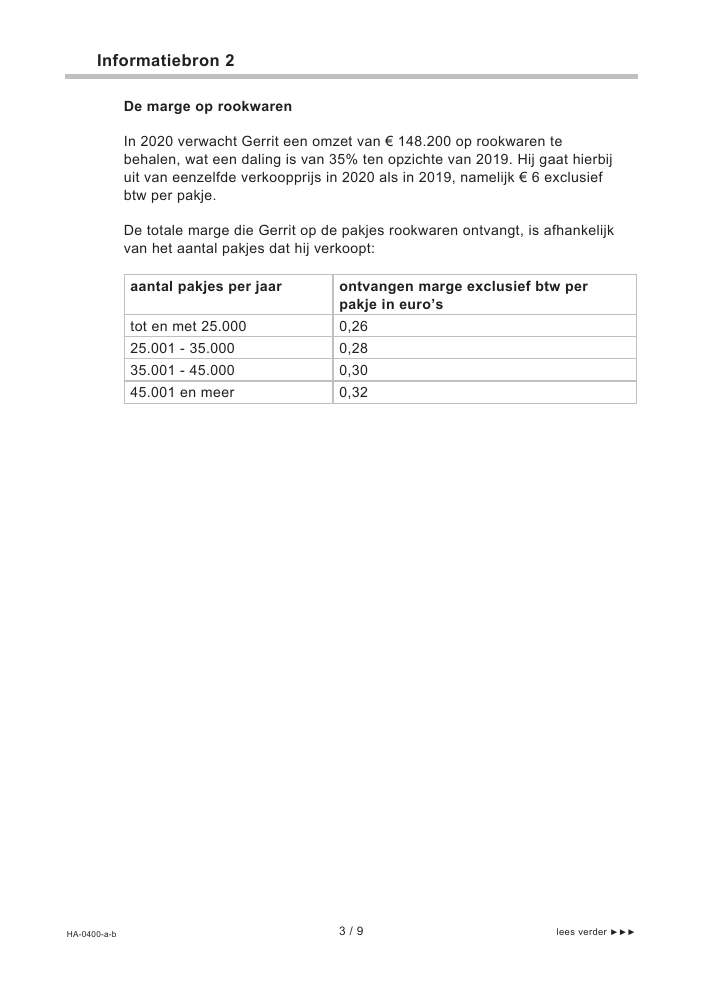 Informatiebron 2
De marge op rookwaren
In 2020 verwacht Gerrit een omzet van € 148.200 op rookwaren te
behalen, wat een daling is van 35% ten opzichte van 2019. Hij gaat hierbij
uit van eenzelfde verkoopprijs in 2020 als in 2019, namelijk € 6 exclusief
btw per pakje.
De totale marge die Gerrit op de pakjes rookwaren ontvangt, is afhankelijk
van het aantal pakjes dat hij verkoopt:
aantal pakjes per jaar
ontvangen marge exclusief btw per
pakje in euro’s
tot en met 25.000 0,26
25.001 - 35.000 0,28
35.001 - 45.000 0,30
45.001 en meer 0,32
HA-0400-a-b 3 / 9 lees verder ►►►